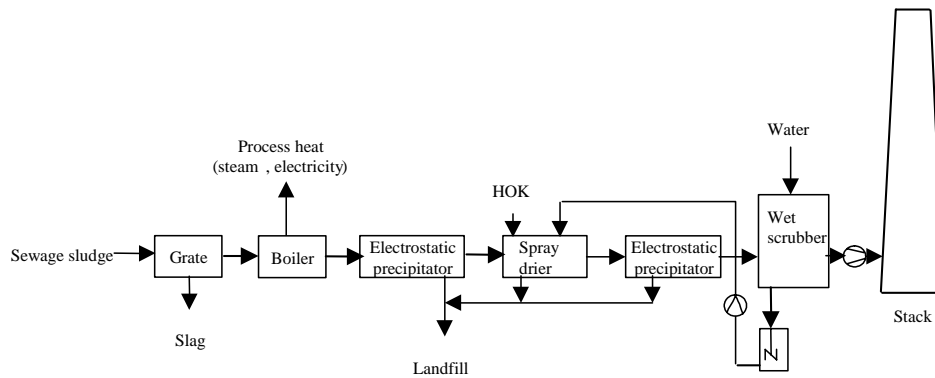 Water
Process heat
(steam , electricity)
HOK
Sewage sludge
Grate
Boiler
Electrostatic
precipitator
Spray
drier
Electrostatic
precipitator
Wet
scrubber
Stack
Slag
Landfill